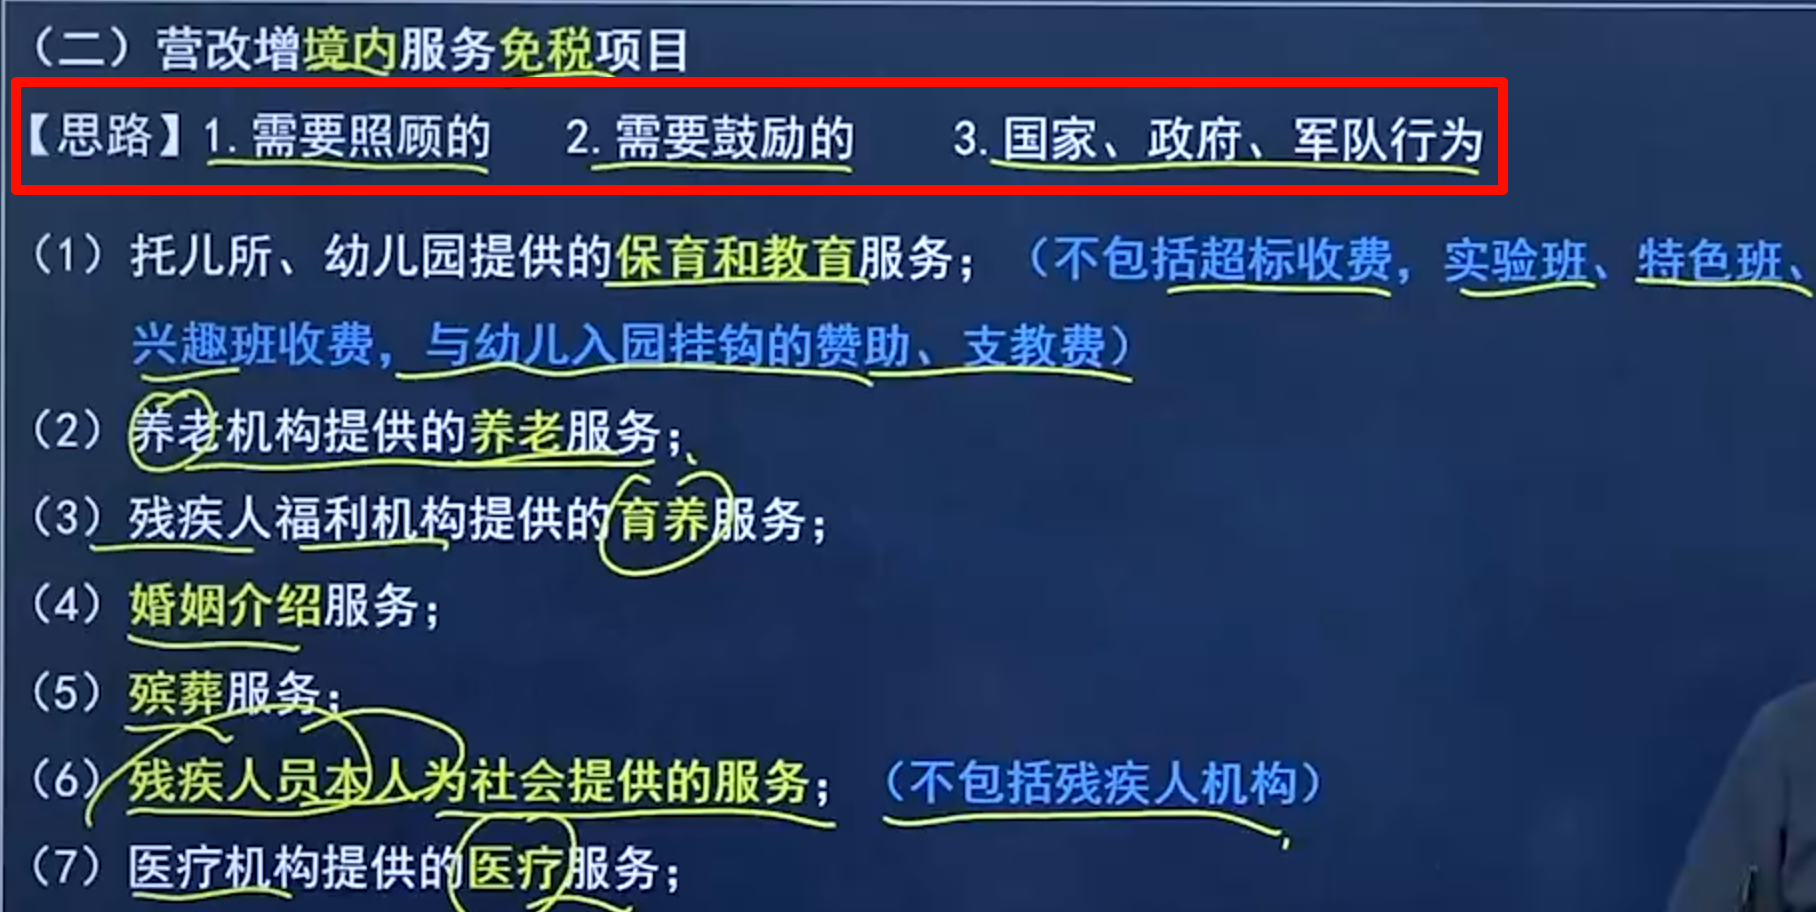 （二）营改增境内服务免税项目
【思路】1.需要照顾的 2.需要鼓励的 3.国家、政府、军队行为
（1）托儿所、幼儿园提供的保育和教育服务；（不包括超标收费，实验班、特色班、
兴趣班收费，与幼儿入园挂钩的赞助、支教费）
（2）养老机构提供的养老服务；
（3）残疾人福利机构提供的育养服务；
（4）婚姻介绍服务；
（5）殡葬服务；
（6）残疾人员本人为社会提供的服务；（不包括残疾人机构）
（7）医疗机构提供的医疗服务；